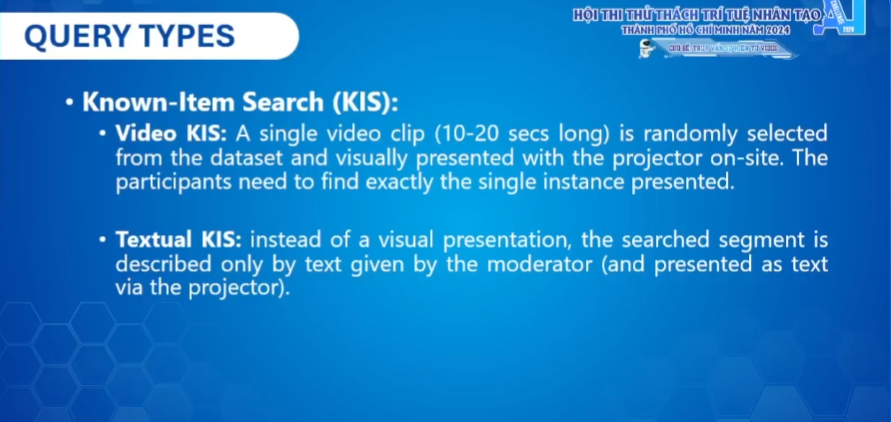 QUERY TYPES
HỘI THI THỬ THÁCH TRÍ TUỆ NHÂN TẠO
THÀNH PHỐ HỒ CHÍ MINH NĂM 2024
AI
CHALLENGE
2024
• Known-Item Search (KIS):
• Video KIS: A single video clip (10-20 secs long) is randomly selected
from the dataset and visually presented with the projector on-site. The
participants need to find exactly the single instance presented.
• Textual KIS: instead of a visual presentation, the searched segment is
described only by text given by the moderator (and presented as text
via the projector).